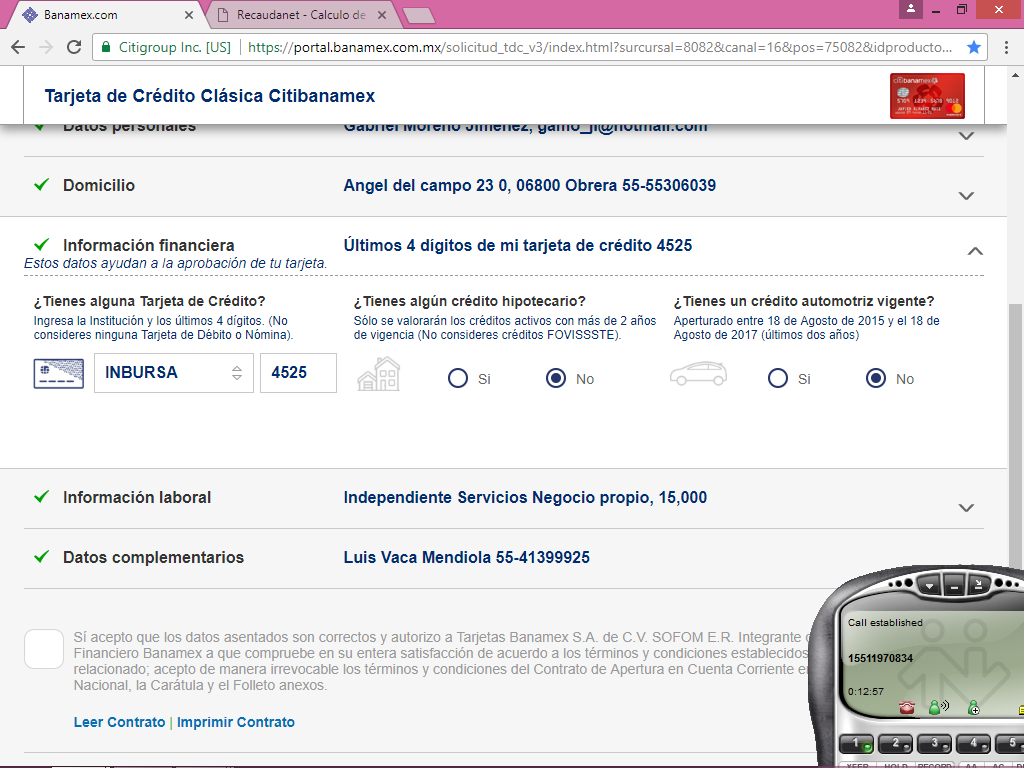 Banamex.com
Recaudanet - Calculo de
Citigroup Inc. [US]
https://portal.banamex.com.mx/solicitud_tdc_v3/index.html?surcursal=8082&canal=16&pos=75082&idproducto...
Tarjeta de Crédito Clásica Citibanamex
citibanamex
Datos personales
Gabriel Moreno Jimenez, gamo_ji@hotmail.com
Domicilio
Angel del campo 23 0, 06800 Obrera 55-55306039
Información financiera
Últimos 4 dígitos de mi tarjeta de crédito 4525
Estos datos ayudan a la aprobación de tu tarjeta.
¿Tienes alguna Tarjeta de Crédito?
Ingresa la Institución y los últimos 4 dígitos. (No
consideres ninguna Tarjeta de Débito o Nómina).
INBURSA
4525
¿Tienes algún crédito hipotecario?
Sólo se valorarán los créditos activos con más de 2 años
de vigencia (No consideres créditos FOVISSSTE).
Si
No
¿Tienes un crédito automotriz vigente?
Aperturado entre 18 de Agosto de 2015 y el 18 de
Agosto de 2017 (últimos dos años)
Si
No
Información laboral
Independiente Servicios Negocio propio, 15,000
Datos complementarios
Luis Vaca Mendiola 55-41399925
Sí acepto que los datos asentados son correctos y autorizo a Tarjetas Banamex S.A. de C.V. SOFOM E.R. Integrante
Financiero Banamex a que compruebe en su entera satisfacción de acuerdo a los términos y condiciones establecidos
relacionado; acepto de manera irrevocable los términos y condiciones del Contrato de Apertura en Cuenta Corriente en
Nacional, la Carátula y el Folleto anexos.
Leer Contrato | Imprimir Contrato
Call established
15511970834
0:12:57
1 2 3 4 5
XFER HOLD RECORD AA AC